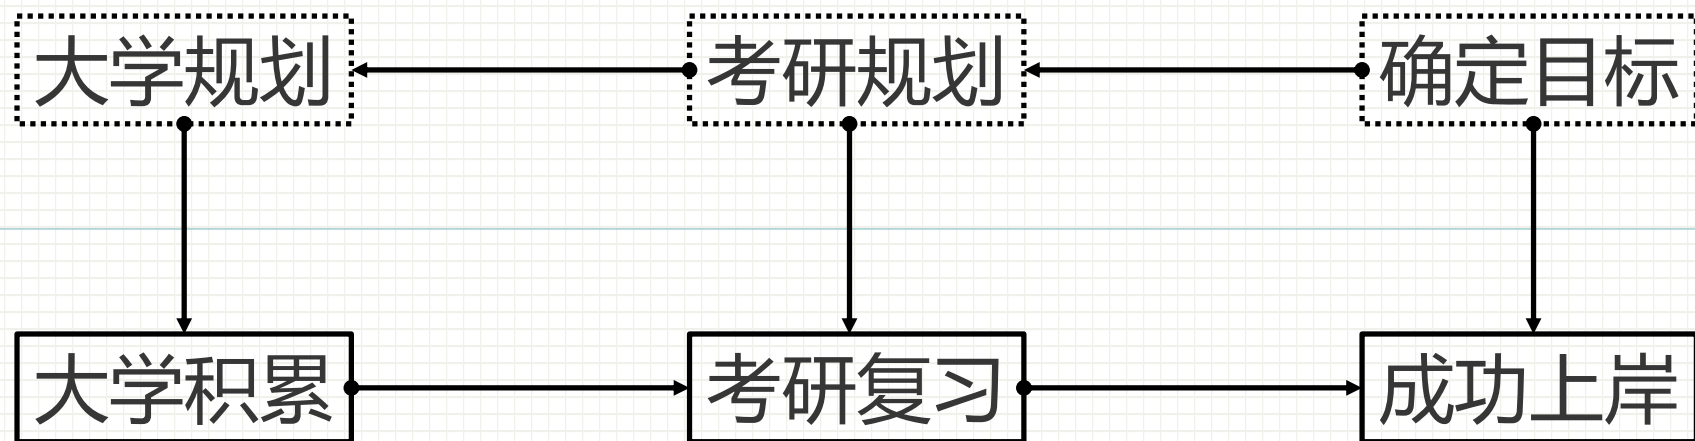 大学规划
考研规划
确定目标
大学积累
考研复习
成功上岸